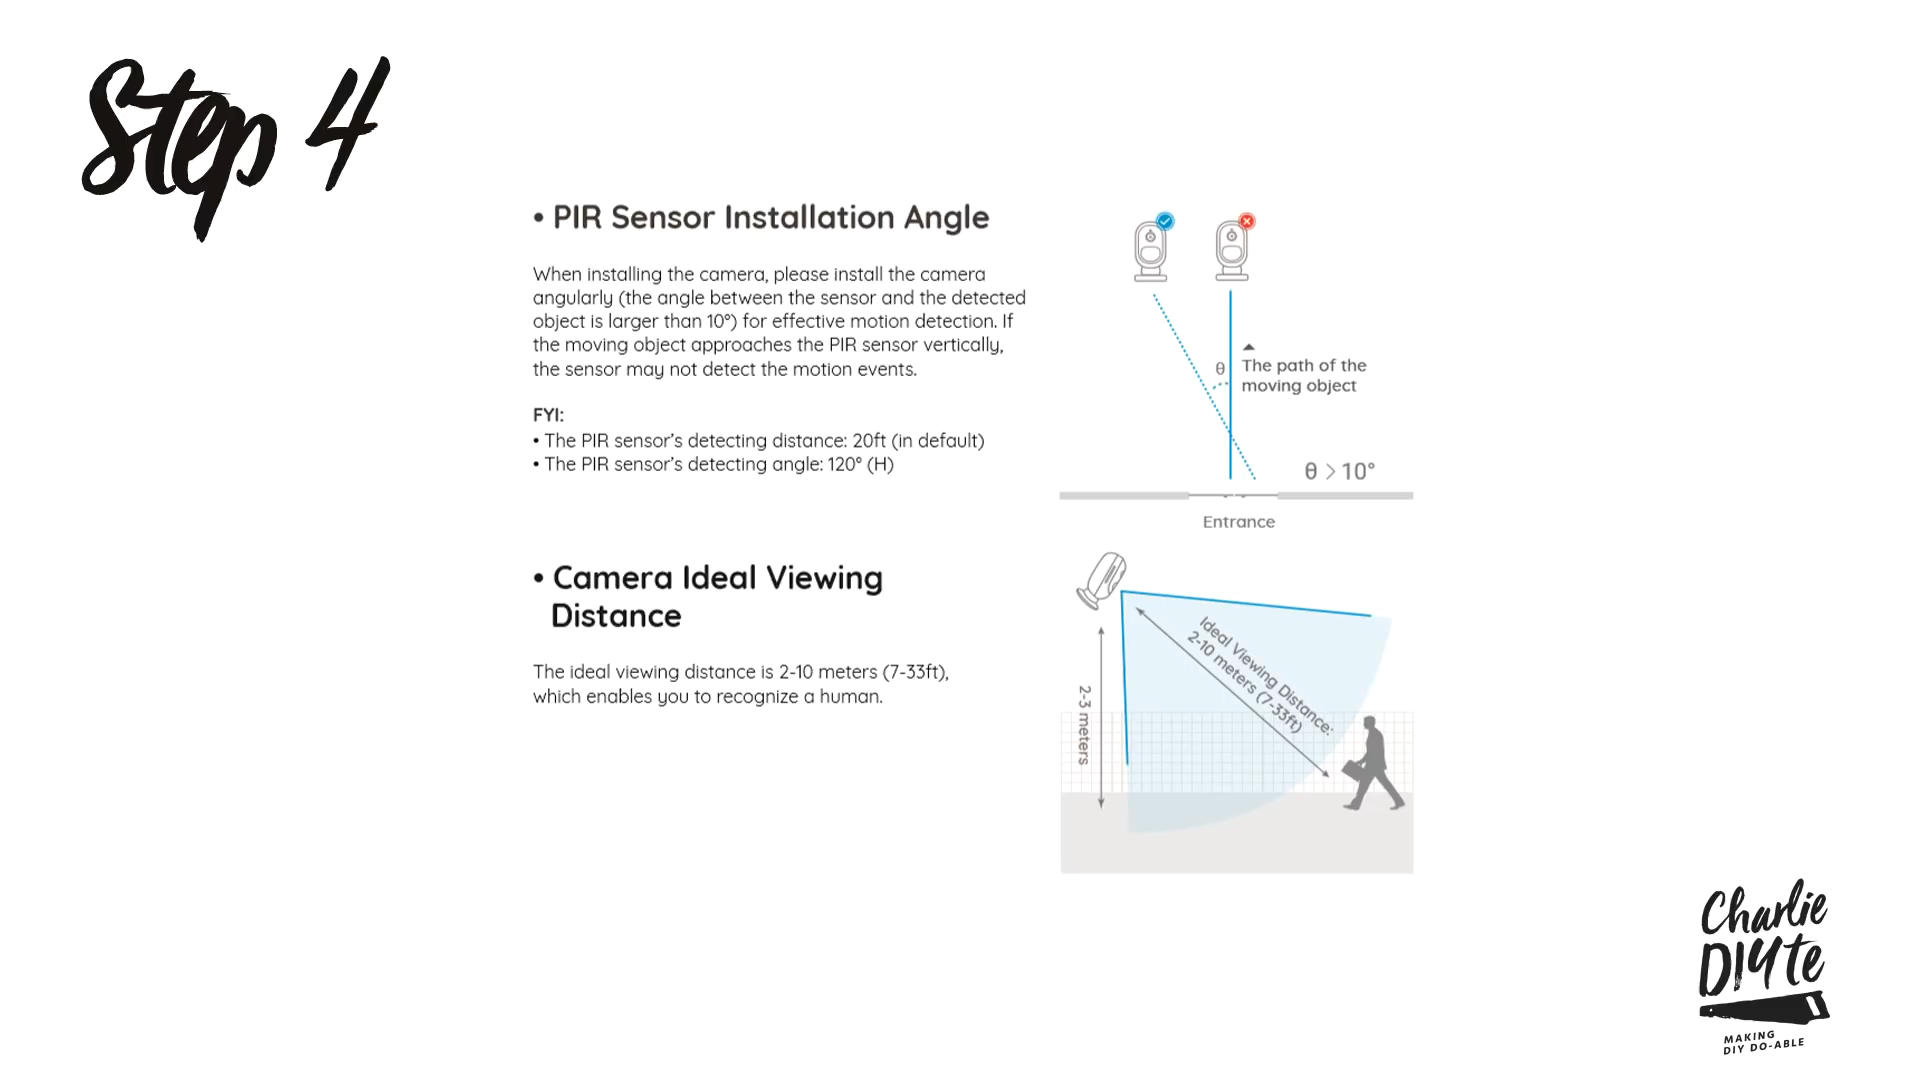 Step 4
• PIR Sensor Installation Angle
When installing the camera, please install the camera
angularly (the angle between the sensor and the detected
object is larger than 10°) for effective motion detection. If
the moving object approaches the PIR sensor vertically,
the sensor may not detect the motion events.
FYI:
• The PIR sensor's detecting distance: 20ft (in default)
• The PIR sensor's detecting angle: 120° (H)
θ
The path of the
moving object
θ > 10°
Entrance
• Camera Ideal Viewing
Distance
The ideal viewing distance is 2-10 meters (7-33ft),
which enables you to recognize a human.
Ideal Viewing Distance:
2-10 meters (7-33ft)
2-3 meters
Charlie
DIYte
MAKING
DIY DO-ABLE